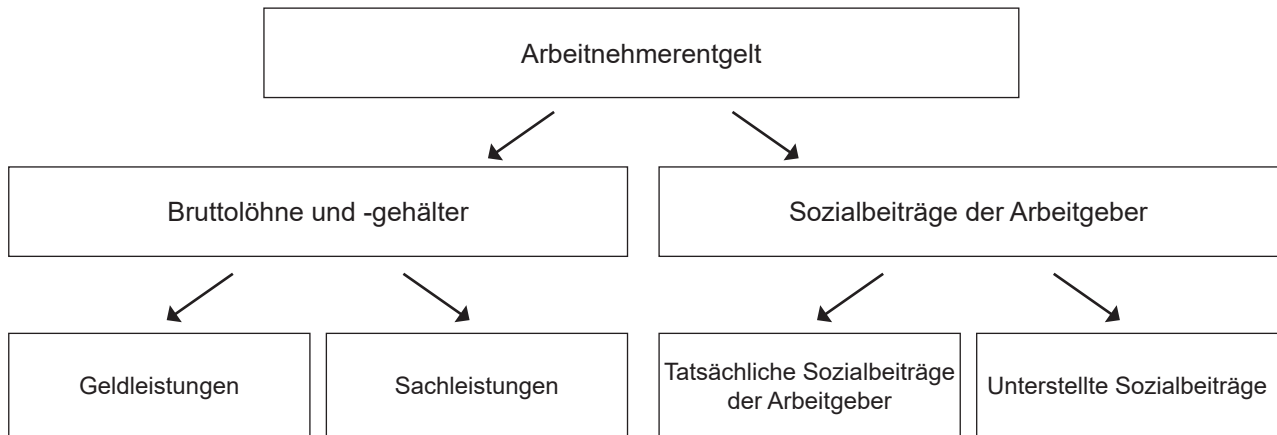 Arbeitnehmerentgelt
Bruttolöhne und -gehälter
Sozialbeiträge der Arbeitgeber
Geldleistungen
Sachleistungen
Tatsächliche Sozialbeiträge
der Arbeitgeber
Unterstellte Sozialbeiträge